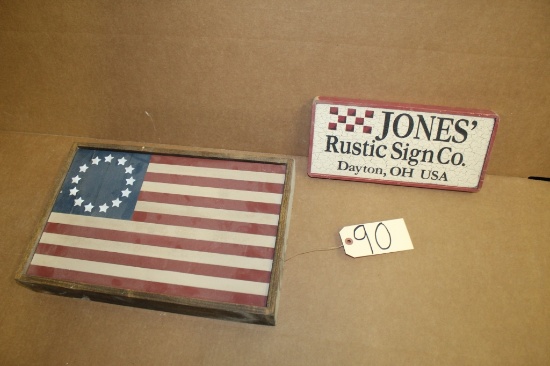 JONES'
Rustic Sign Co.
Dayton, OH USA
90